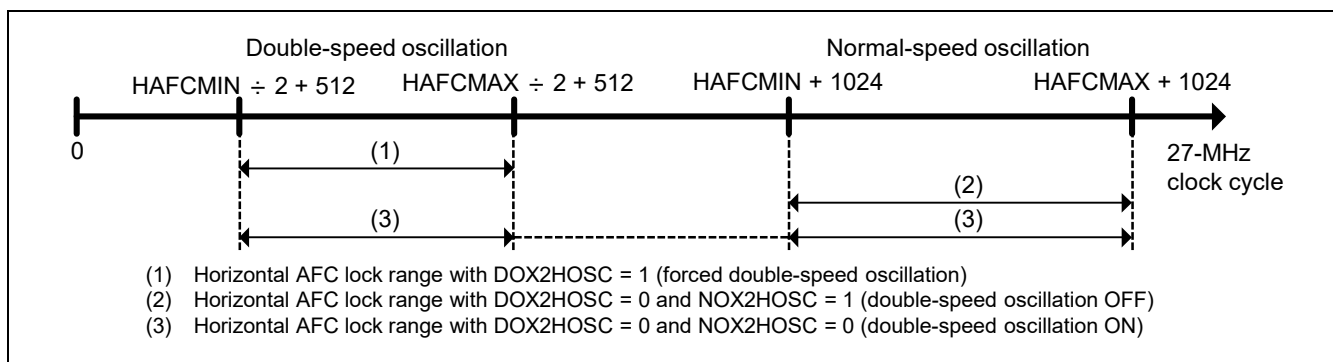 Double-speed oscillation Normal-speed oscillation
HAFCMIN ÷ 2 + 512 HAFCMAX ÷ 2 + 512 HAFCMIN + 1024 HAFCMAX + 1024
0
27-MHz
clock cycle
(1)
(2)
(3) (3)
(1) Horizontal AFC lock range with DOX2HOSC = 1 (forced double-speed oscillation)
(2) Horizontal AFC lock range with DOX2HOSC = 0 and NOX2HOSC = 1 (double-speed oscillation OFF)
(3) Horizontal AFC lock range with DOX2HOSC = 0 and NOX2HOSC = 0 (double-speed oscillation ON)